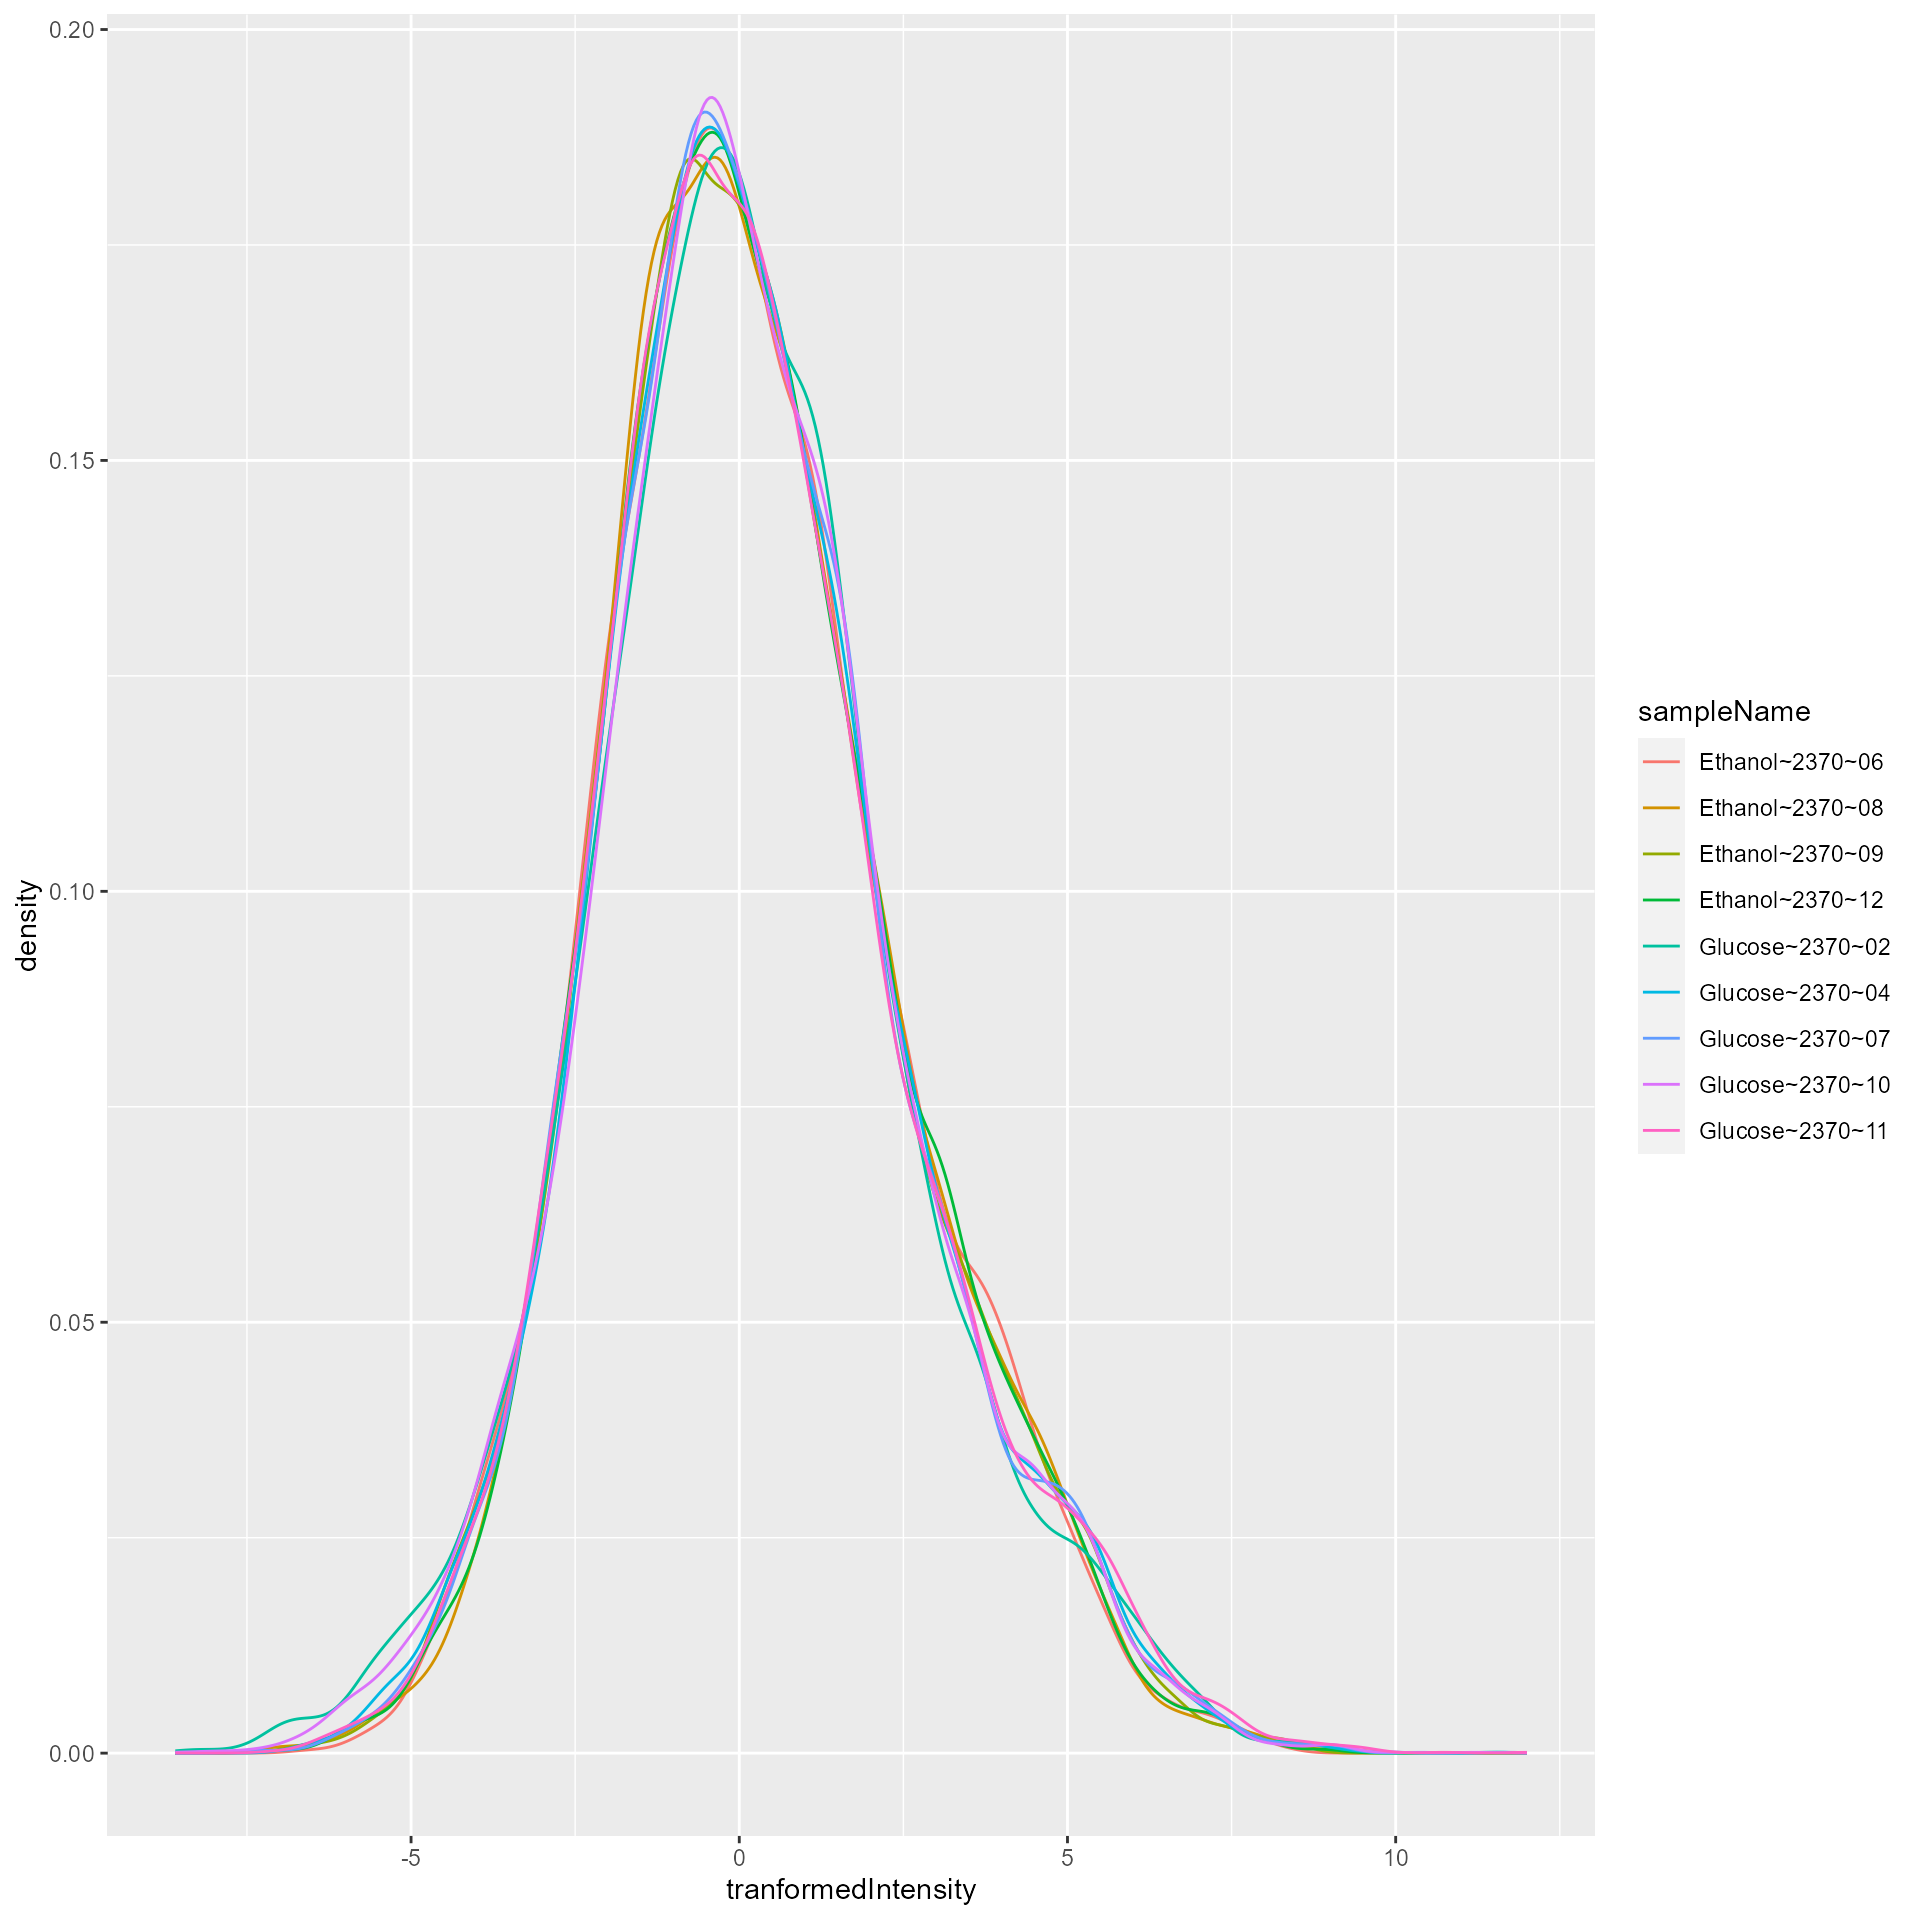 0.20
0.15
0.10
0.05
0.00
density
-5
0
5
10
tranformedIntensity
sampleName
Ethanol~2370~06
Ethanol~2370~08
Ethanol~2370~09
Ethanol~2370~12
Glucose~2370~02
Glucose~2370~04
Glucose~2370~07
Glucose~2370~10
Glucose~2370~11